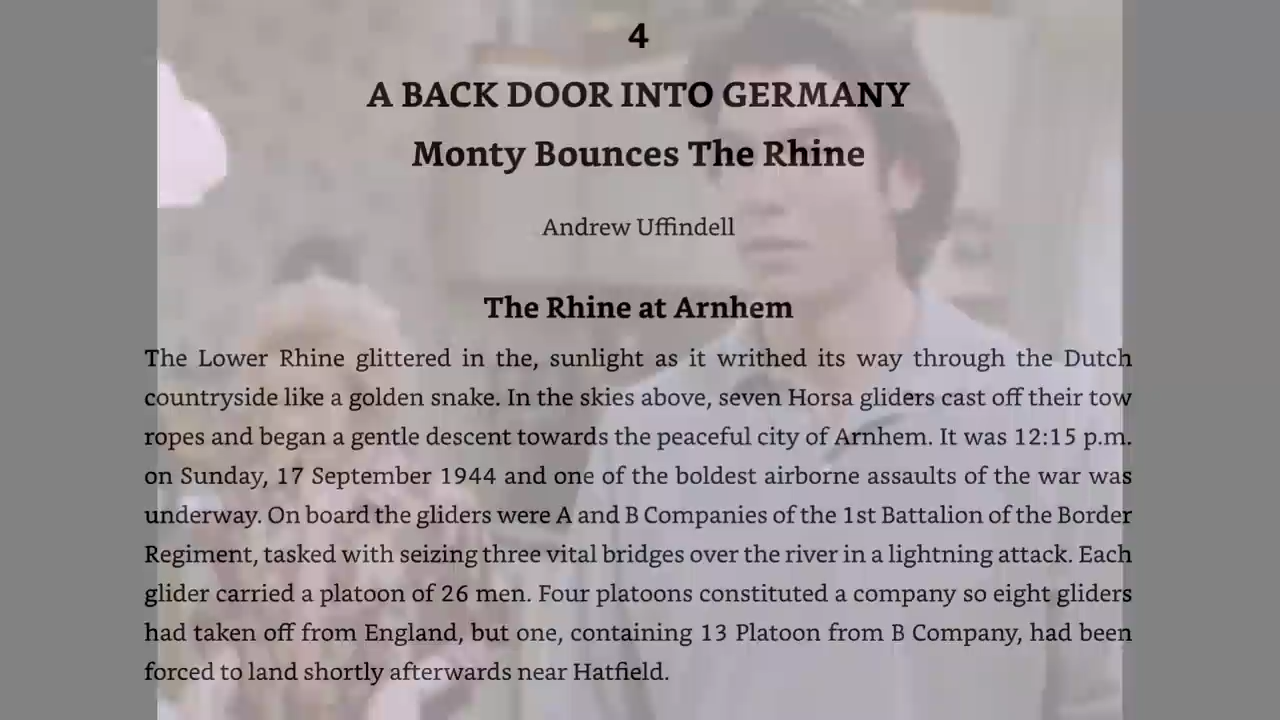 4
A BACK DOOR INTO GERMANY
Monty Bounces The Rhine
Andrew Uffindell
The Rhine at Arnhem
The Lower Rhine glittered in the, sunlight as it writhed its way through the Dutch
countryside like a golden snake. In the skies above, seven Horsa gliders cast off their tow
ropes and began a gentle descent towards the peaceful city of Arnhem. It was 12:15 p.m.
on Sunday, 17 September 1944 and one of the boldest airborne assaults of the war was
underway. On board the gliders were A and B Companies of the 1st Battalion of the Border
Regiment, tasked with seizing three vital bridges over the river in a lightning attack. Each
glider carried a platoon of 26 men. Four platoons constituted a company so eight gliders
had taken off from England, but one, containing 13 Platoon from B Company, had been
forced to land shortly afterwards near Hatfield.